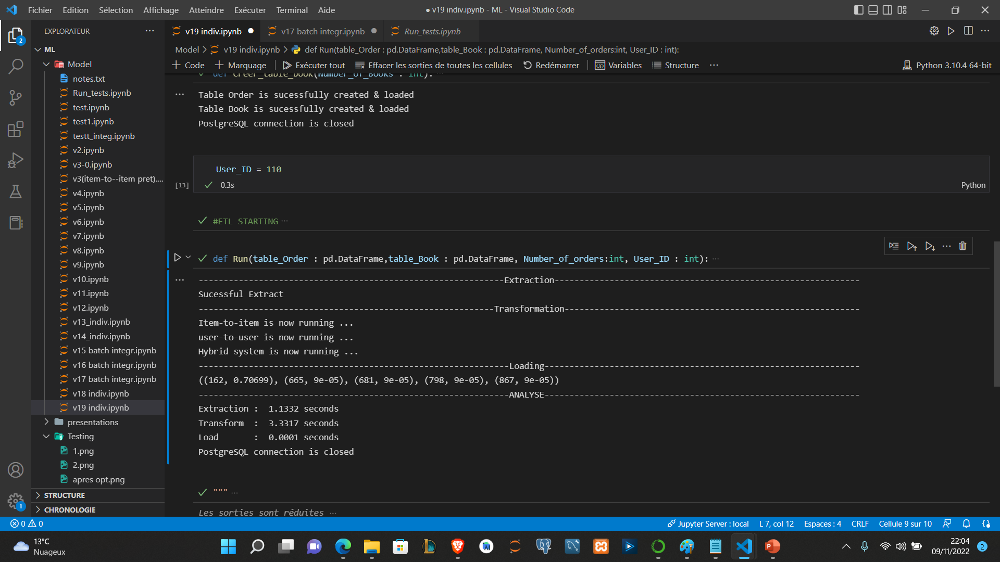 Fichier Edition Sélection Affichage Atteindre Exécuter Terminal Aide
● v19 indiv.ipynb - ML - Visual Studio Code
EXPLORATEUR
ML
Model
notes.txt
Run_tests.ipynb
test.ipynb
test1.ipynb
testt_integ.ipynb
v2.ipynb
v3-0.ipynb
v3(item-to--item pret)....
v4.ipynb
v5.ipynb
v6.ipynb
v7.ipynb
v8.ipynb
v9.ipynb
v10.ipynb
v11.ipynb
v12.ipynb
v13_indiv.ipynb
v14_indiv.ipynb
v15 batch integr.ipynb
v16 batch integr.ipynb
v17 batch integr.ipynb
v18 indiv.ipynb
v19 indiv.ipynb
presentations
Testing
1.png
2.png
apres opt.png
STRUCTURE
CHRONOLOGIE
v19 indiv.ipynb
v17 batch integr.ipynb
Run_tests.ipynb
Model > v19 indiv.ipynb > def Run(table_Order : pd.DataFrame,table_Book : pd.DataFrame, Number_of_orders:int, User_ID : int):
+ Code + Marquage Exécuter tout Effacer les sorties de toutes les cellules Redémarrer Variables Structure ...
Python 3.10.4 64-bit
def Creer_table_book(Number_of_Books : int):
Table Order is sucessfully created & loaded
Table Book is sucessfully created & loaded
PostgreSQL connection is closed
User_ID = 110
[13] 0.3s
Python
#ETL STARTING ...
def Run(table_Order : pd.DataFrame,table_Book : pd.DataFrame, Number_of_orders:int, User_ID : int): ...
-------------------------------------------------------------Extraction-------------------------------------------------------------
Sucessful Extract
-----------------------------------------------------------Transformation-----------------------------------------------------------
Item-to-item is now running ...
user-to-user is now running ...
Hybrid system is now running ...
--------------------------------------------------------------Loading---------------------------------------------------------------
((162, 0.70699), (665, 9e-05), (681, 9e-05), (798, 9e-05), (867, 9e-05))
--------------------------------------------------------------ANALYSE---------------------------------------------------------------
Extraction :  1.1332 seconds
Transform  :  3.3317 seconds
Load       :  0.0001 seconds
PostgreSQL connection is closed
""" ...
Les sorties sont réduites ...
0 0
Jupyter Server : local L 7, col 12 Espaces : 4 CRLF Cellule 9 sur 10
13°C
Nuageux
22:04
09/11/2022
2
2
1